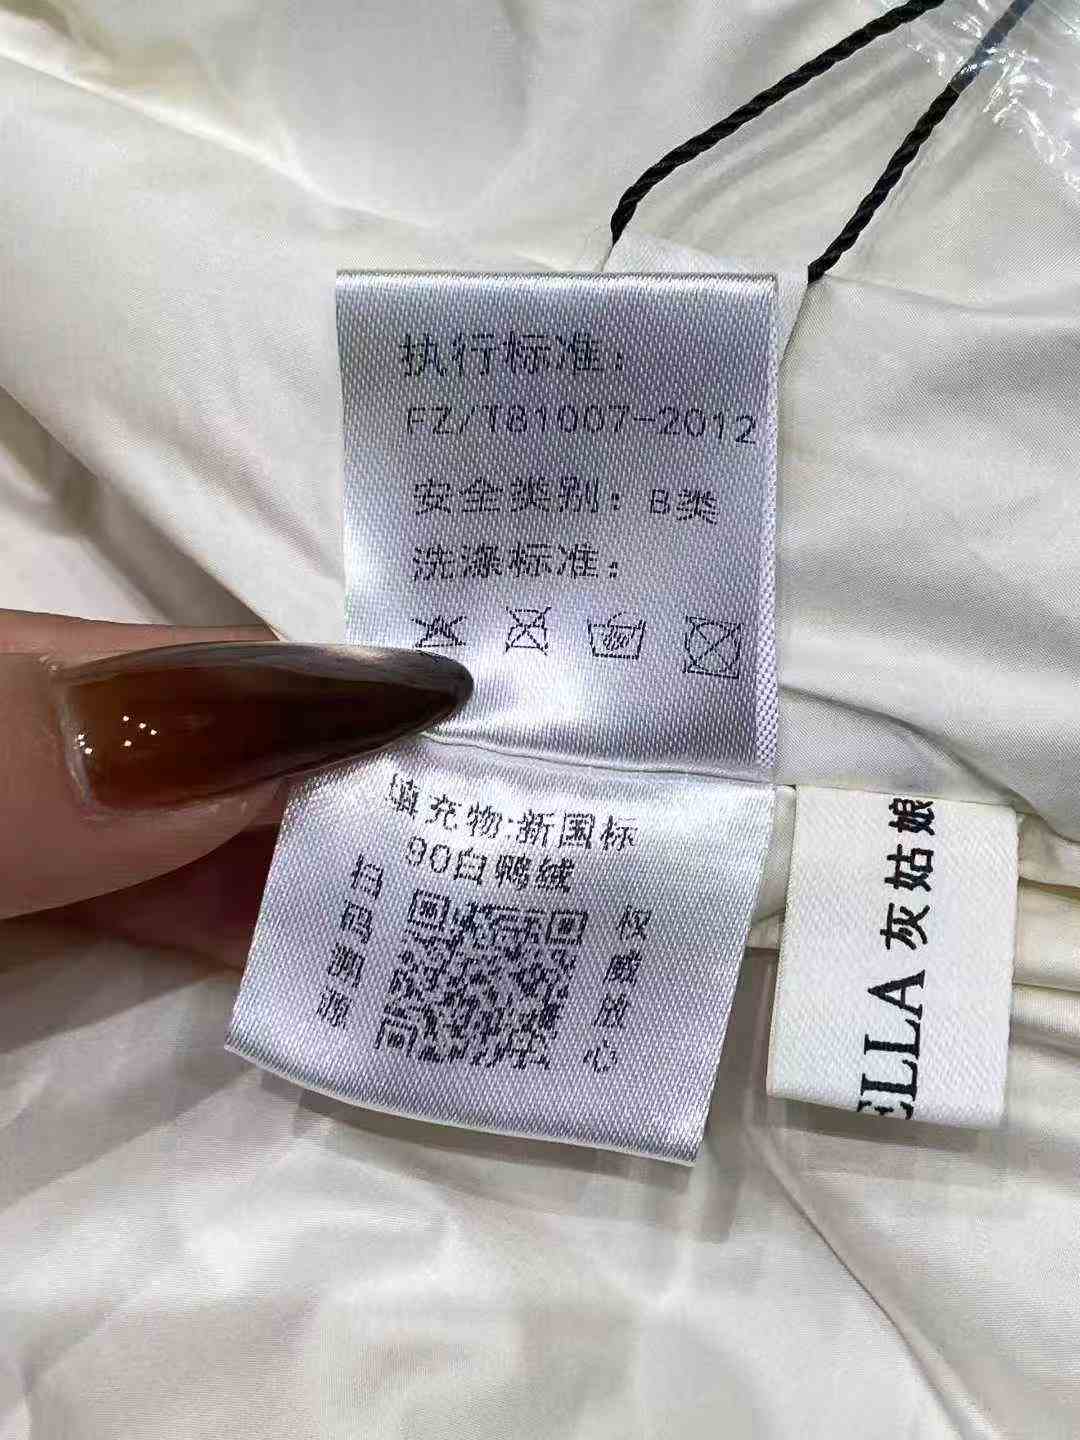 执行标准：
FZ/T81007-2012
安全类别：B类
洗涤标准：
填充物:新国标
90白鸭绒
扫码溯源
权威放心
ELLA 灰姑娘